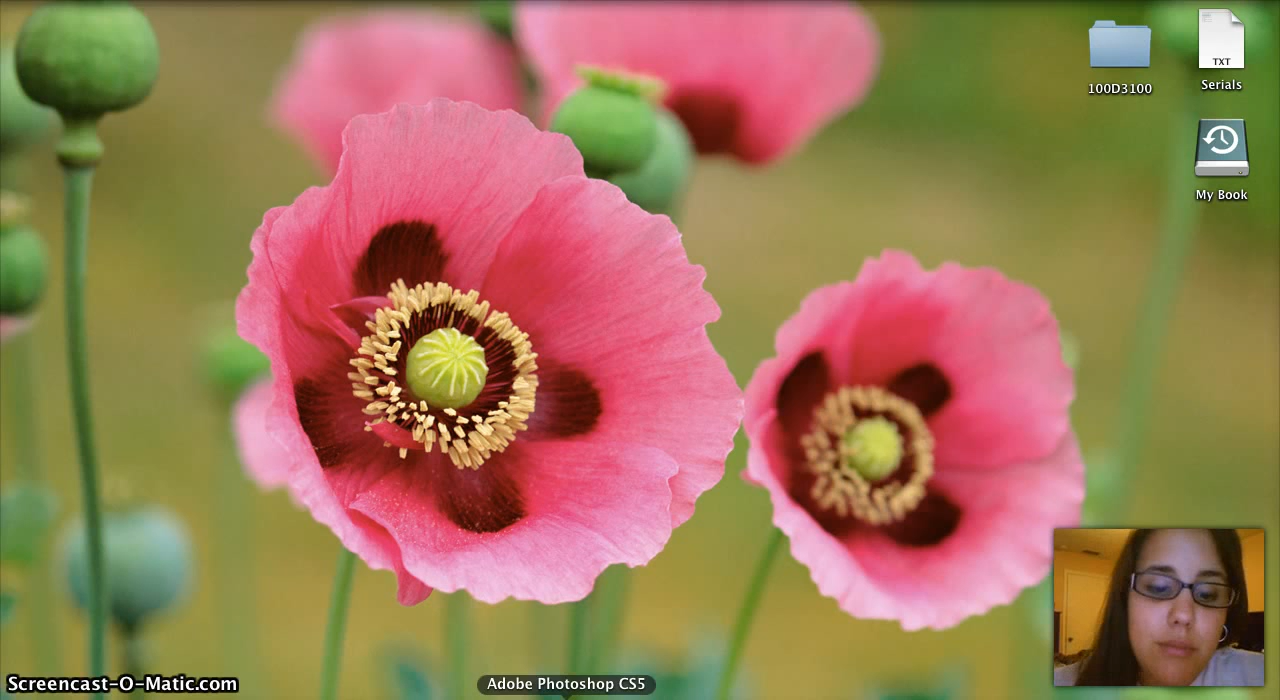 100D3100
TXT
Serials
My Book
Screencast-O-Matic.com
Adobe Photoshop CS5